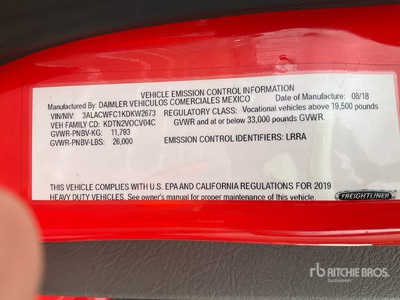 VEHICLE EMISSION CONTROL INFORMATION
Manufactured By: DAIMLER VEHICULOS COMERCIALES MEXICO Date of Manufacture: 08/18
VIN/NIV: 3ALACWFC1KDKW2673 REGULATORY CLASS: Vocational vehicles above 19,500 pounds
VEH FAMILY CD: KDTN2VOCV04C GVWR and at or below 33,000 pounds GVWR.
GVWR-PNBV-KG: 11,793
GVWR-PNBV-LBS: 26,000 EMISSION CONTROL IDENTIFIERS: LRRA
THIS VEHICLE COMPLIES WITH U.S. EPA AND CALIFORNIA REGULATIONS FOR 2019
HEAVY DUTY VEHICLES. See owner's manual for proper maintenance of this vehicle.
FREIGHTLINER
rb RITCHIE BROS.
Auctioneers